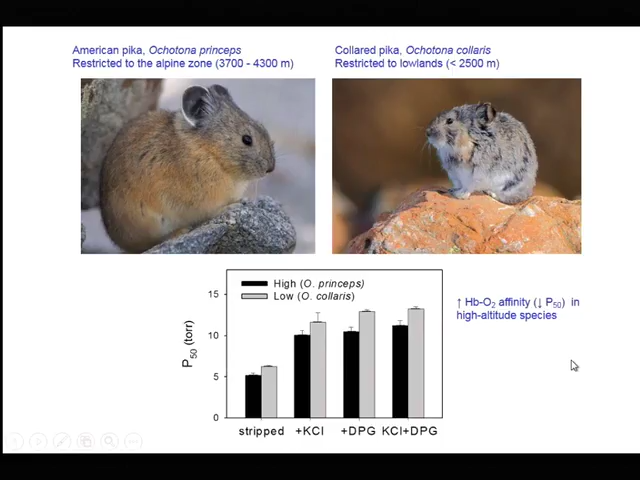 American pika, Ochotona princeps
Restricted to the alpine zone (3700 - 4300 m)
Collared pika, Ochotona collaris
Restricted to lowlands (< 2500 m)
High (O. princeps)
Low (O. collaris)
P50 (torr)
15
10
5
0
stripped +KCl +DPG KCl+DPG
↑ Hb-O2 affinity (↓ P50) in
high-altitude species